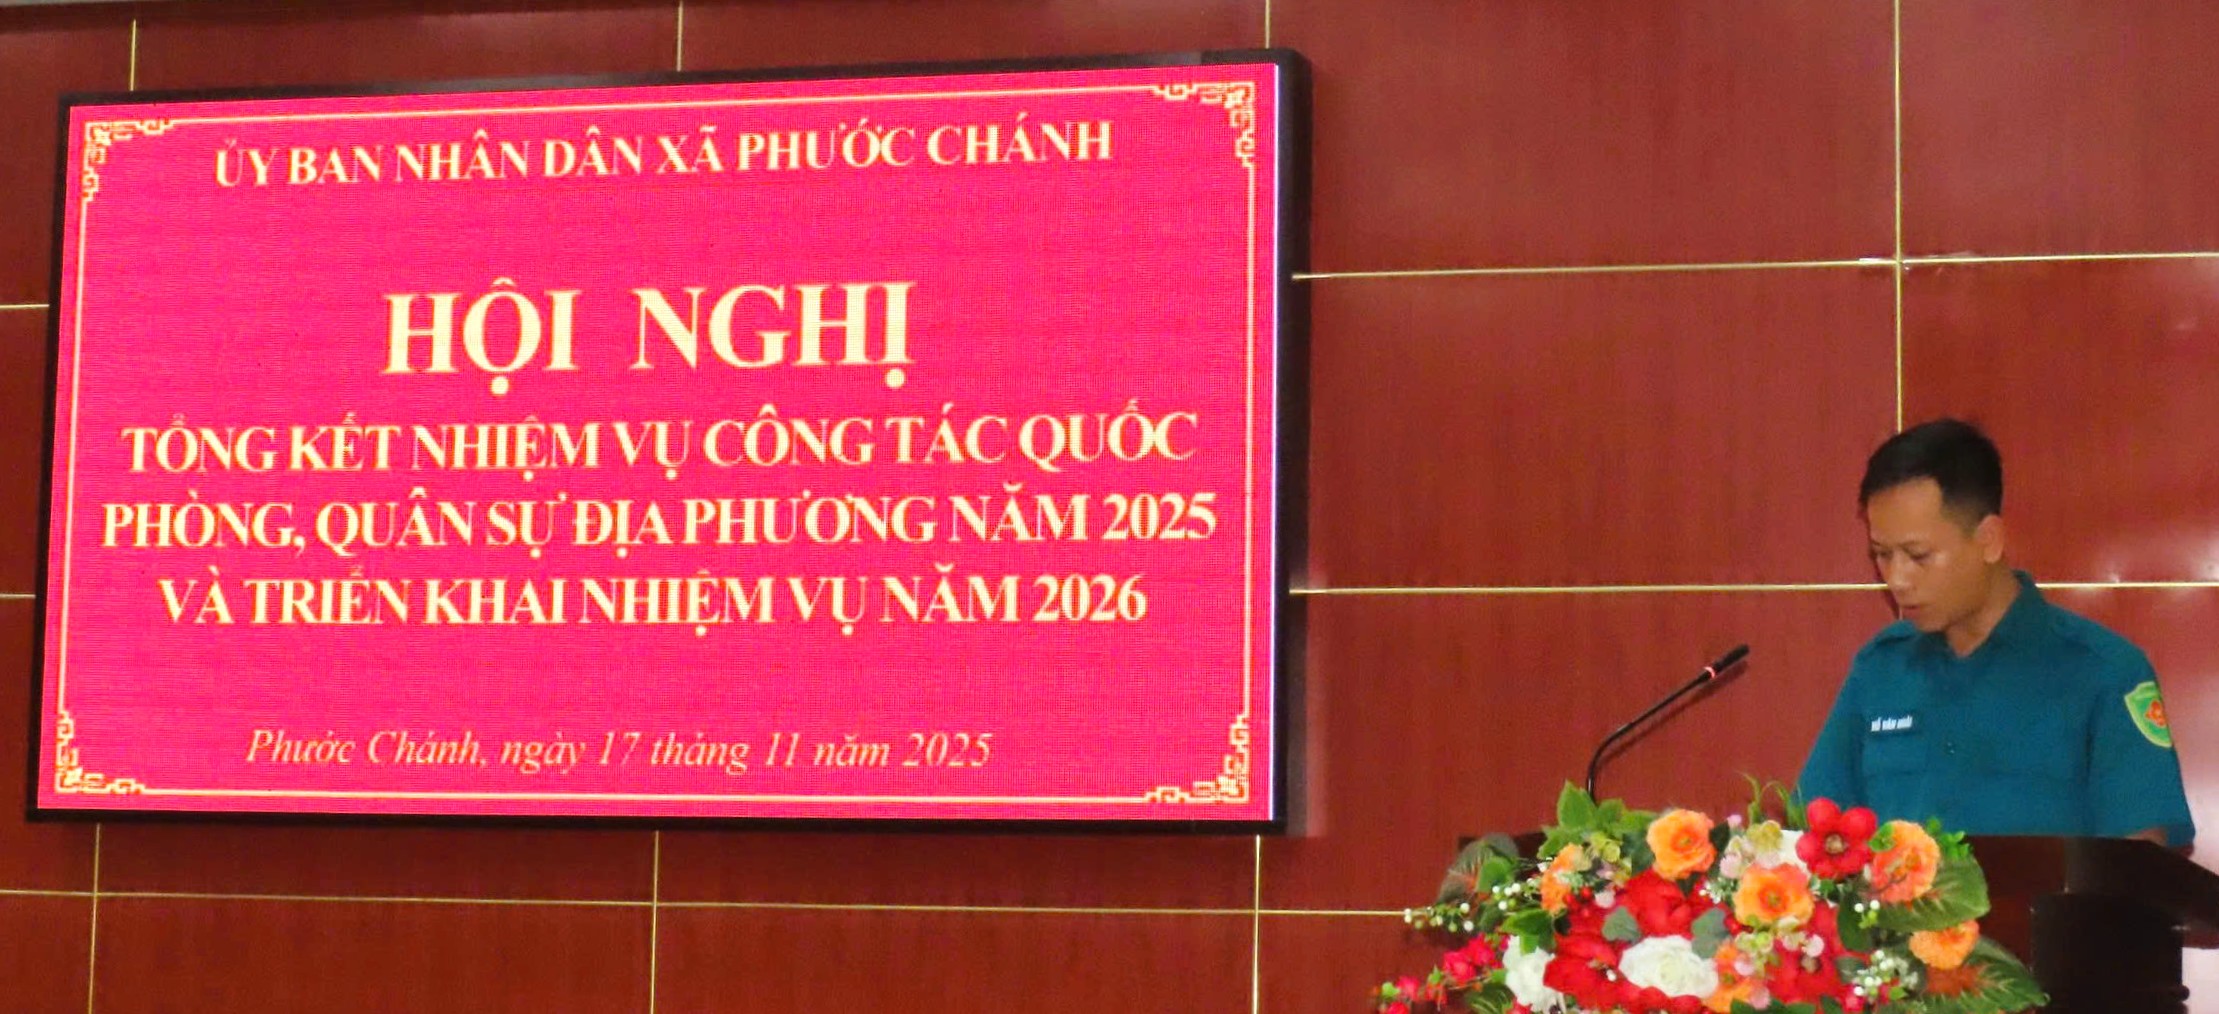 ỦY BAN NHÂN DÂN XÃ PHƯỚC CHÁNH
HỘI NGHỊ
TỔNG KẾT NHIỆM VỤ CÔNG TÁC QUỐC
PHÒNG, QUÂN SỰ ĐỊA PHƯƠNG NĂM 2025
VÀ TRIỂN KHAI NHIỆM VỤ NĂM 2026
Phước Chánh, ngày 17 tháng 11 năm 2025